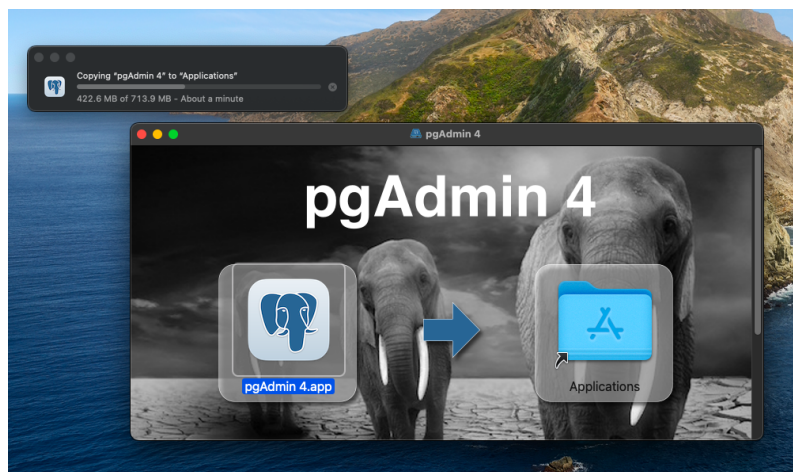 Copying “pgAdmin 4” to “Applications”
422.6 MB of 713.9 MB - About a minute
pgAdmin 4
pgAdmin 4
pgAdmin 4.app
Applications